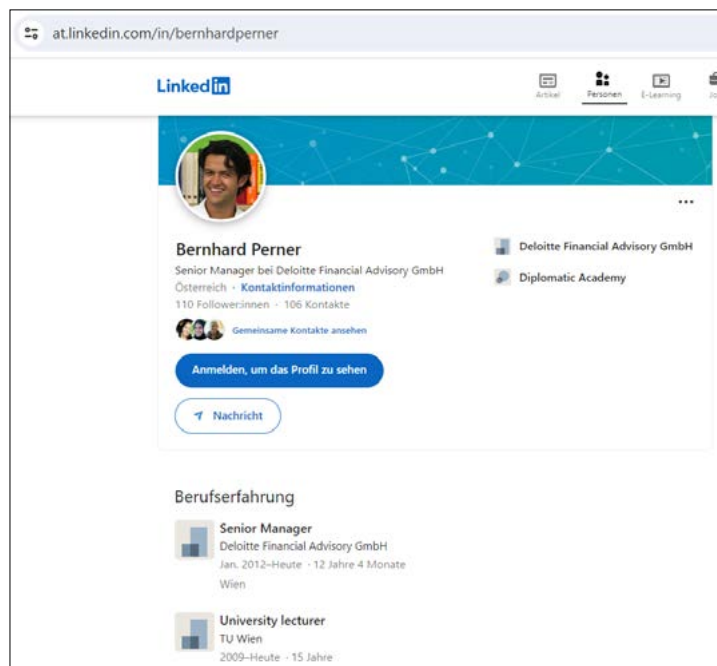 at.linkedin.com/in/bernhardperner
Linked in
Artikel
Personen
E-Learning
Bernhard Perner
Senior Manager bei Deloitte Financial Advisory GmbH
Österreich · Kontaktinformationen
110 Follower:innen · 106 Kontakte
Gemeinsame Kontakte ansehen
Anmelden, um das Profil zu sehen
Nachricht
Deloitte Financial Advisory GmbH
Diplomatic Academy
Berufserfahrung
Senior Manager
Deloitte Financial Advisory GmbH
Jan. 2012–Heute · 12 Jahre 4 Monate
Wien
University lecturer
TU Wien
2009–Heute · 15 Jahre